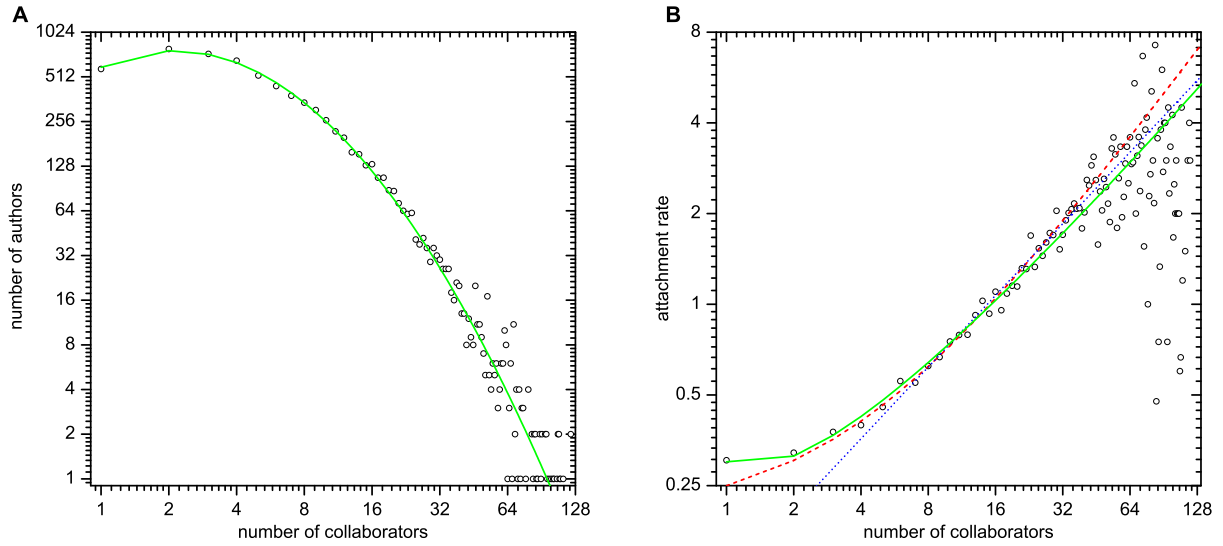 A
1024
512
256
128
64
32
16
8
4
2
1
number of authors
1 2 4 8 16 32 64 128
number of collaborators
B
8
4
2
1
0.5
0.25
attachment rate
1 2 4 8 16 32 64 128
number of collaborators